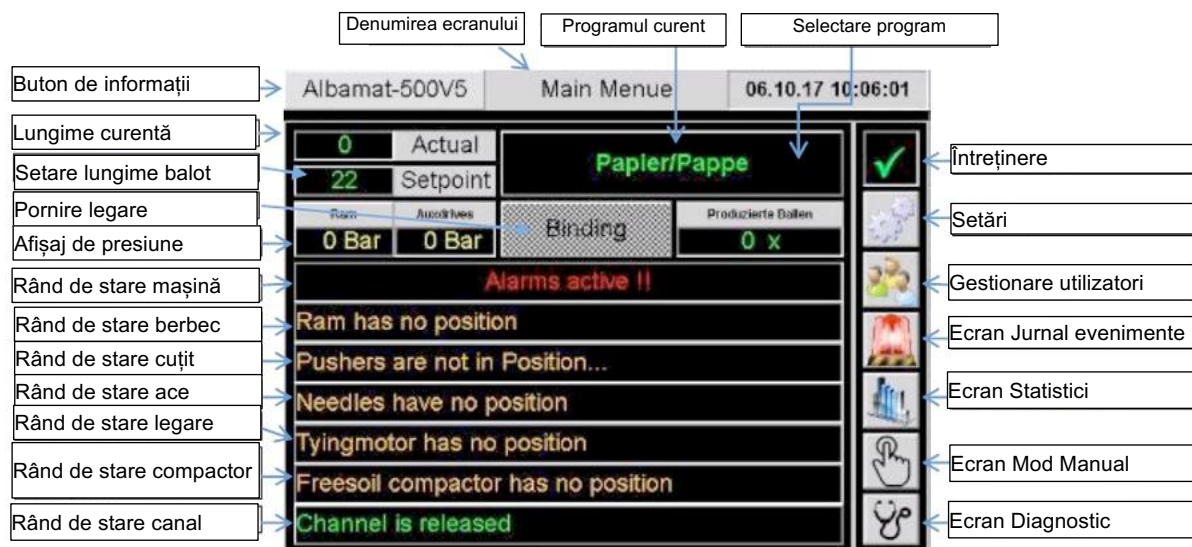 Denumirea ecranului
Programul curent
Selectare program
Buton de informații
Lungime curentă
Setare lungime balot
Pornire legare
Afișaj de presiune
Rând de stare mașină
Rând de stare berbec
Rând de stare cuțit
Rând de stare ace
Rând de stare legare
Rând de stare compactor
Rând de stare canal
Albamat-500V5
Main Menue
06.10.17 10:06:01
0 Actual
22 Setpoint
Papier/Pappe
Ram
0 Bar
Auxdrives
0 Bar
Binding
Produzierte Ballen
0 x
Alarms active !!
Ram has no position
Pushers are not in Position...
Needles have no position
Tyingmotor has no position
Freesoil compactor has no position
Channel is released
Întreținere
Setări
Gestionare utilizatori
Ecran Jurnal evenimente
Ecran Statistici
Ecran Mod Manual
Ecran Diagnostic